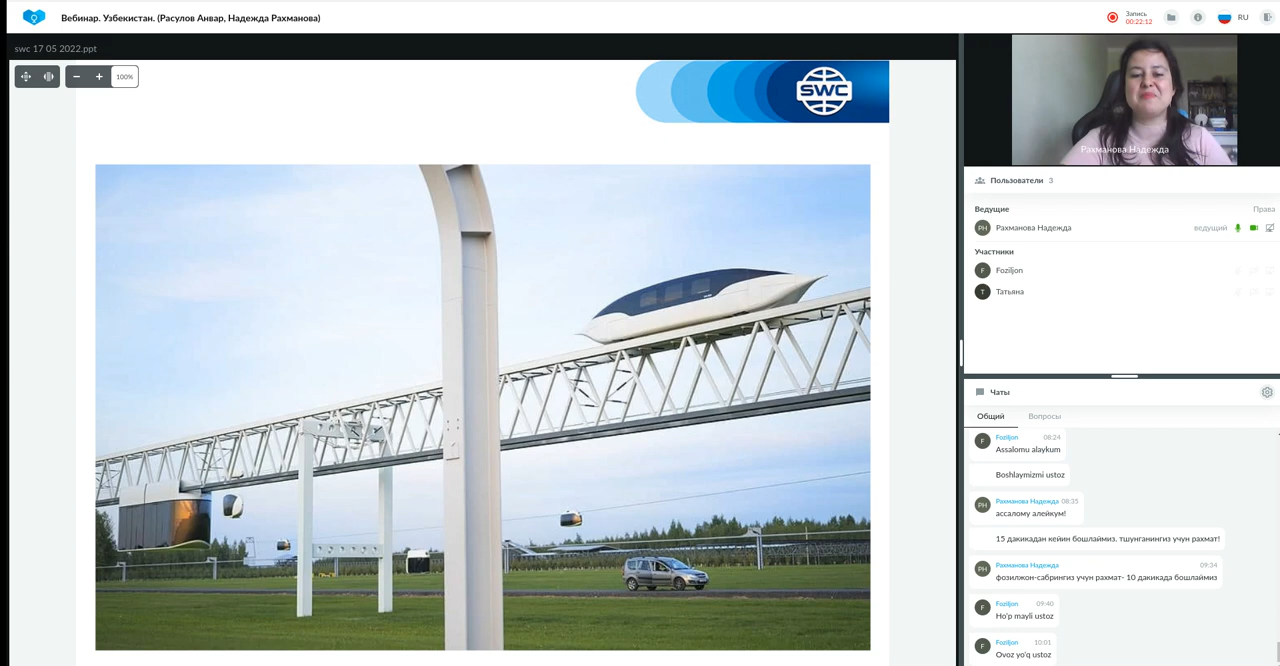 Вебинар. Узбекистан. (Расулов Анвар, Надежда Рахманова)
Запись
00:22:12
RU
swc 17 05 2022.ppt
100%
SWC
Рахманова Надежда
Пользователи 3
Ведущие
Права
РН
Рахманова Надежда
ведущий
Участники
F
Foziljon
Т
Татьяна
Чаты
Общий
Вопросы
F
Foziljon 08:24
Assalomu alaykum
Boshlaymizmi ustoz
РН
Рахманова Надежда 08:35
ассалому алейкум!
15 дакикадан кейин бошлаймиз. тшунганингиз учун рахмат!
РН
Рахманова Надежда 09:34
фозилжон-сабрингиз учун рахмат- 10 дакикада бошлаймиз
F
Foziljon 09:40
Ho'p mayli ustoz
F
Foziljon 10:01
Ovoz yo'q ustoz